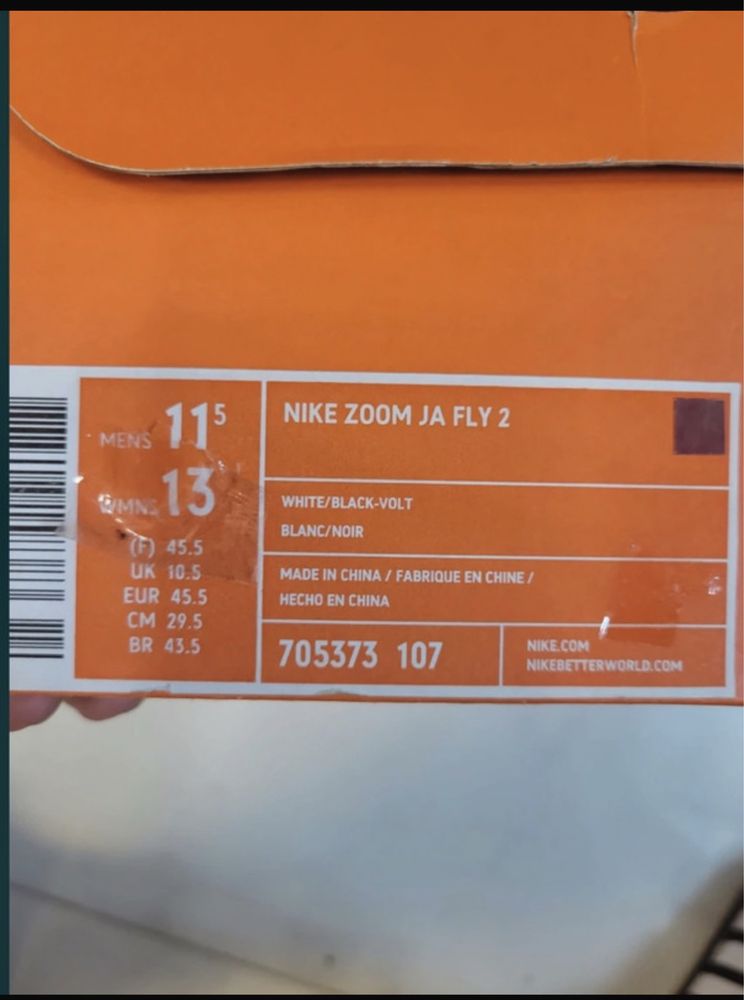 MENS 11⁵
WMNS 13
(F) 45.5
UK 10.5
EUR 45.5
CM 29.5
BR 43.5
NIKE ZOOM JA FLY 2
WHITE/BLACK-VOLT
BLANC/NOIR
MADE IN CHINA / FABRIQUE EN CHINE /
HECHO EN CHINA
705373 107
NIKE.COM
NIKEBETTERWORLD.COM